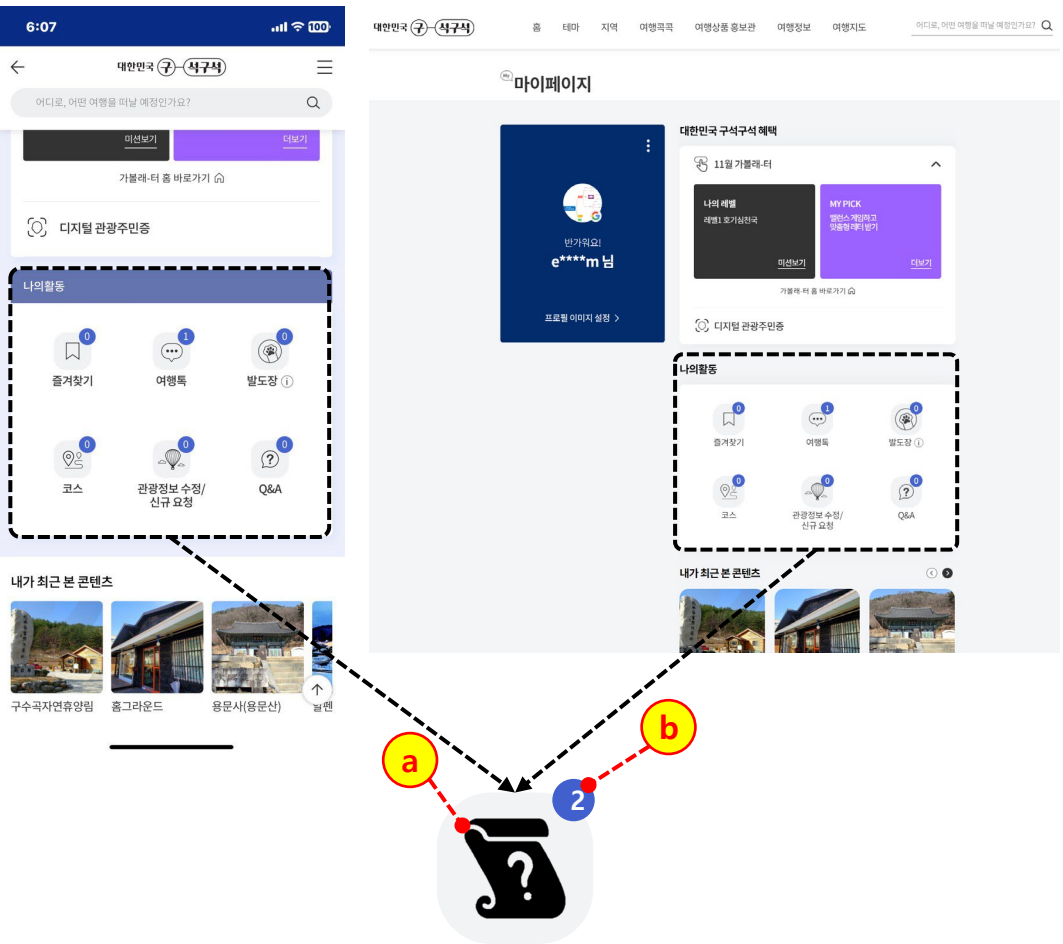 6:07
100
대한민국 구석구석
어디로, 어떤 여행을 떠날 예정인가요?
미션보기
더보기
가볼래-터 홈 바로가기
디지털 관광주민증
나의활동
0
1
0
즐겨찾기
여행톡
발도장
0
0
0
코스
관광정보 수정/
신규 요청
Q&A
내가 최근 본 콘텐츠
구수곡자연휴양림
홈그라운드
용문사(용문산)
대한민국 구석구석
홈
테마
지역
여행콕콕
여행상품 홍보관
여행정보
여행지도
어디로, 어떤 여행을 떠날 예정인가요?
My
마이페이지
반가워요!
e****m 님
프로필 이미지 설정 >
대한민국 구석구석 혜택
11월 가볼래-터
나의 레벨
레벨1 호기심천국
미션보기
MY PICK
밸런스 게임하고
맞춤형 레터 받기
더보기
가볼래-터 홈 바로가기
디지털 관광주민증
나의활동
0
1
0
즐겨찾기
여행톡
발도장
0
0
0
코스
관광정보 수정/
신규 요청
Q&A
내가 최근 본 콘텐츠
a
b
2
?